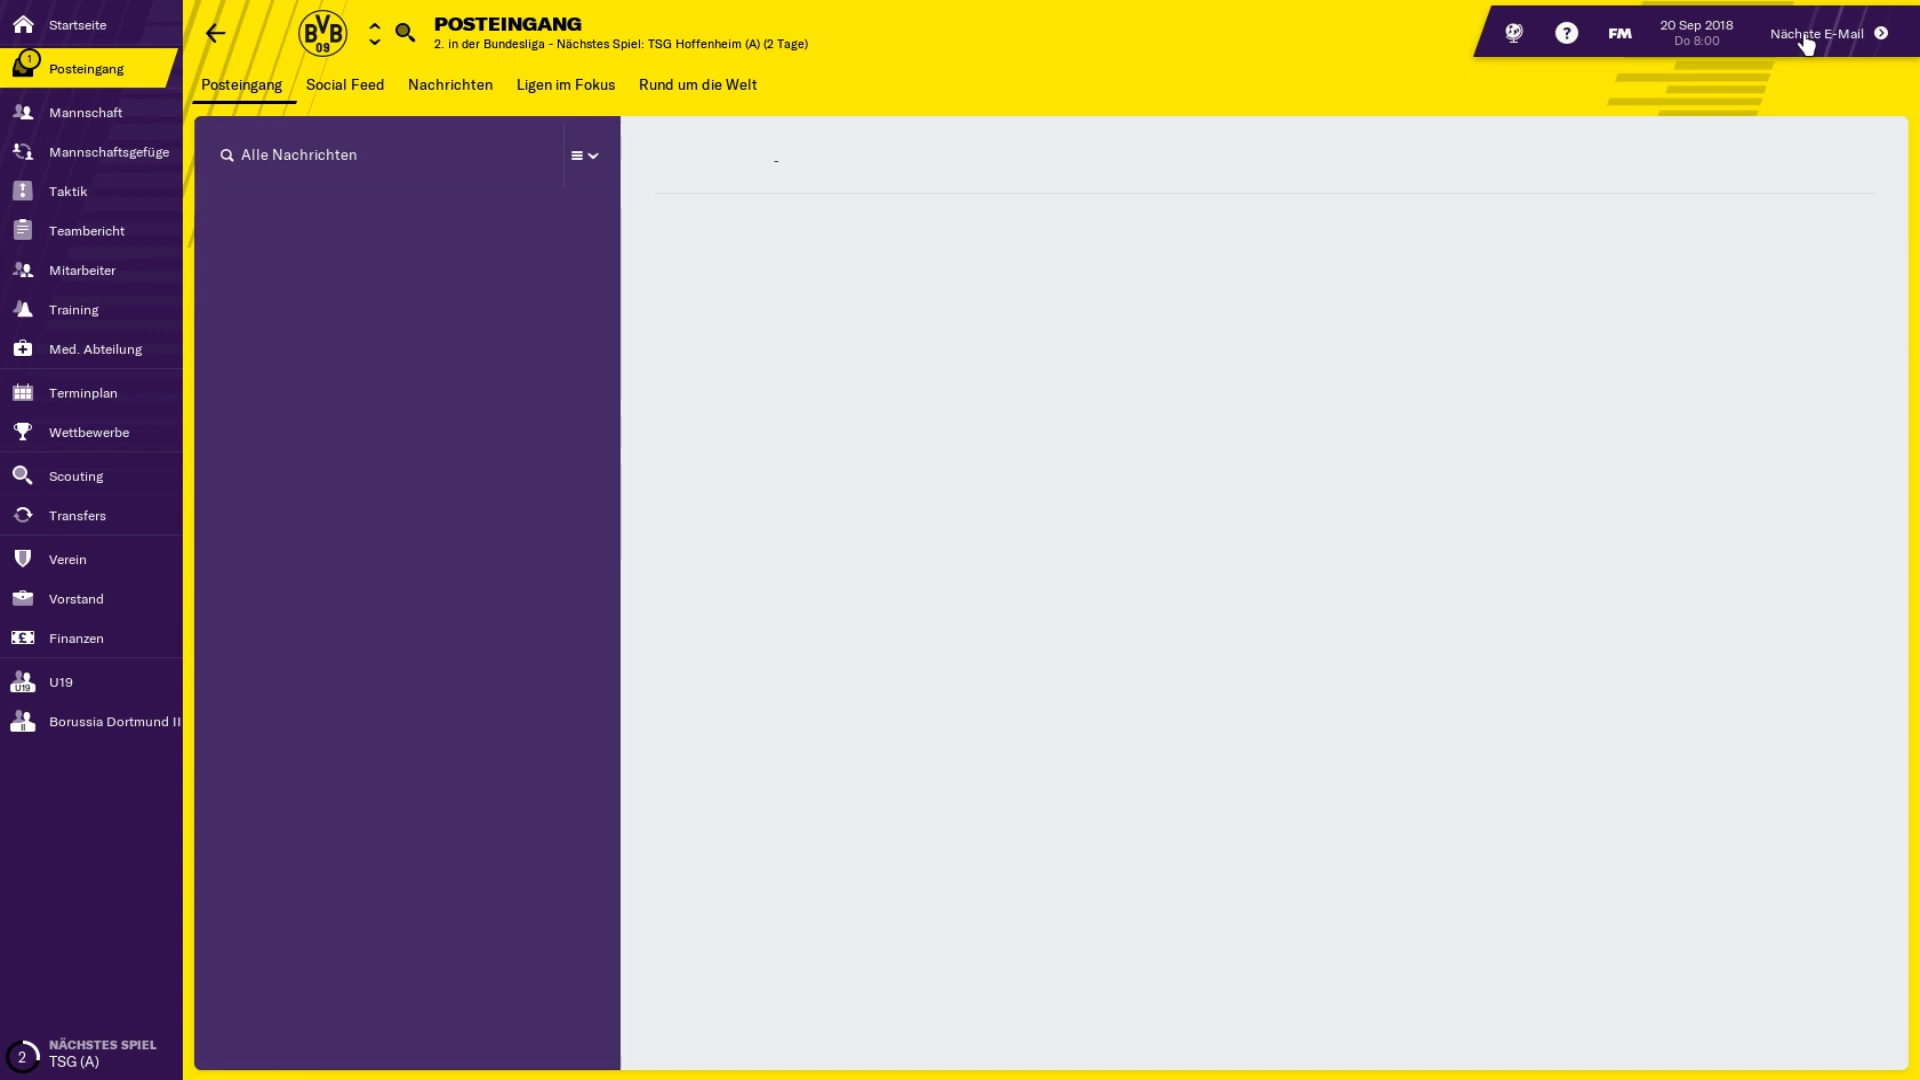 Startseite
1
Posteingang
Mannschaft
Mannschaftsgefüge
Taktik
Teambericht
Mitarbeiter
Training
Med. Abteilung
Terminplan
Wettbewerbe
Scouting
Transfers
Verein
Vorstand
Finanzen
U19
U19
II
Borussia Dortmund II
2
NÄCHSTES SPIEL
TSG (A)
BVB
09
POSTEINGANG
2. in der Bundesliga - Nächstes Spiel: TSG Hoffenheim (A) (2 Tage)
?
FM
20 Sep 2018
Do 8:00
Nächste E-Mail
Posteingang
Social Feed
Nachrichten
Ligen im Fokus
Rund um die Welt
Alle Nachrichten
-